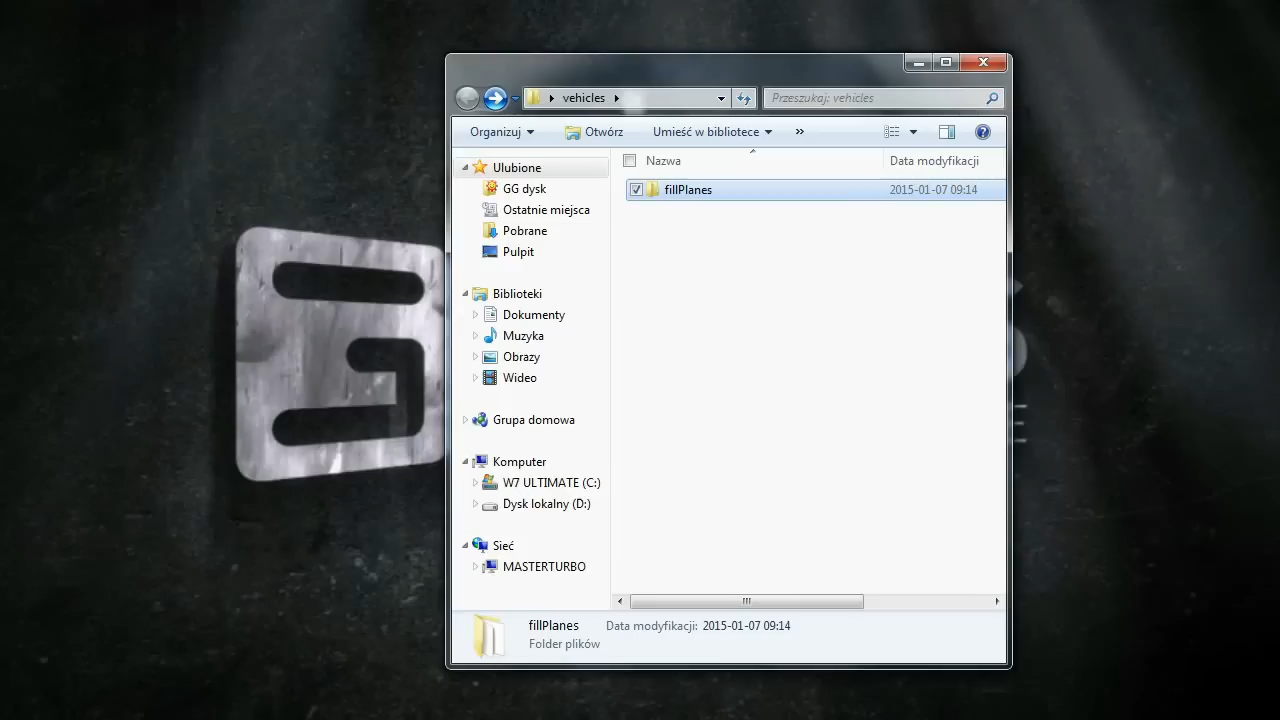 vehicles
Przeszukaj: vehicles
Organizuj
Otwórz
Umieść w bibliotece
»
Nazwa
Data modyfikacji
fillPlanes
2015-01-07 09:14
Ulubione
GG dysk
Ostatnie miejsca
Pobrane
Pulpit
Biblioteki
Dokumenty
Muzyka
Obrazy
Wideo
Grupa domowa
Komputer
W7 ULTIMATE (C:)
Dysk lokalny (D:)
Sieć
MASTERTURBO
fillPlanes
Data modyfikacji: 2015-01-07 09:14
Folder plików